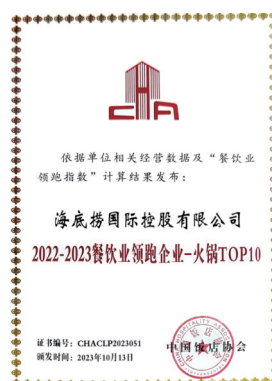 CHA
依据单位相关经营数据及“餐饮业
领跑指数”计算结果发布：
海底捞国际控股有限公司
2022-2023餐饮业领跑企业-火锅TOP10
证书编号：CHACLP2023051
颁发时间：2023年10月13日
中国饭店协会